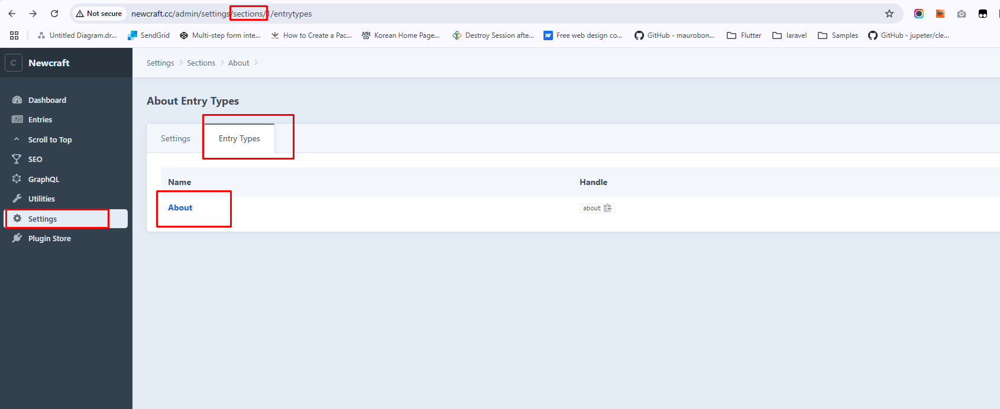 Not secure newcraft.cc/admin/settings/sections/1/entrytypes
Untitled Diagram.dr... SendGrid Multi-step form inte... How to Create a Pac... Korean Home Page... Destroy Session afte... Free web design co... GitHub - maurobon... Flutter laravel Samples GitHub - jupeter/cle...
C Newcraft
Settings Sections About
Dashboard
Entries
Scroll to Top
SEO
GraphQL
Utilities
Settings
Plugin Store
About Entry Types
Settings Entry Types
Name Handle
About about